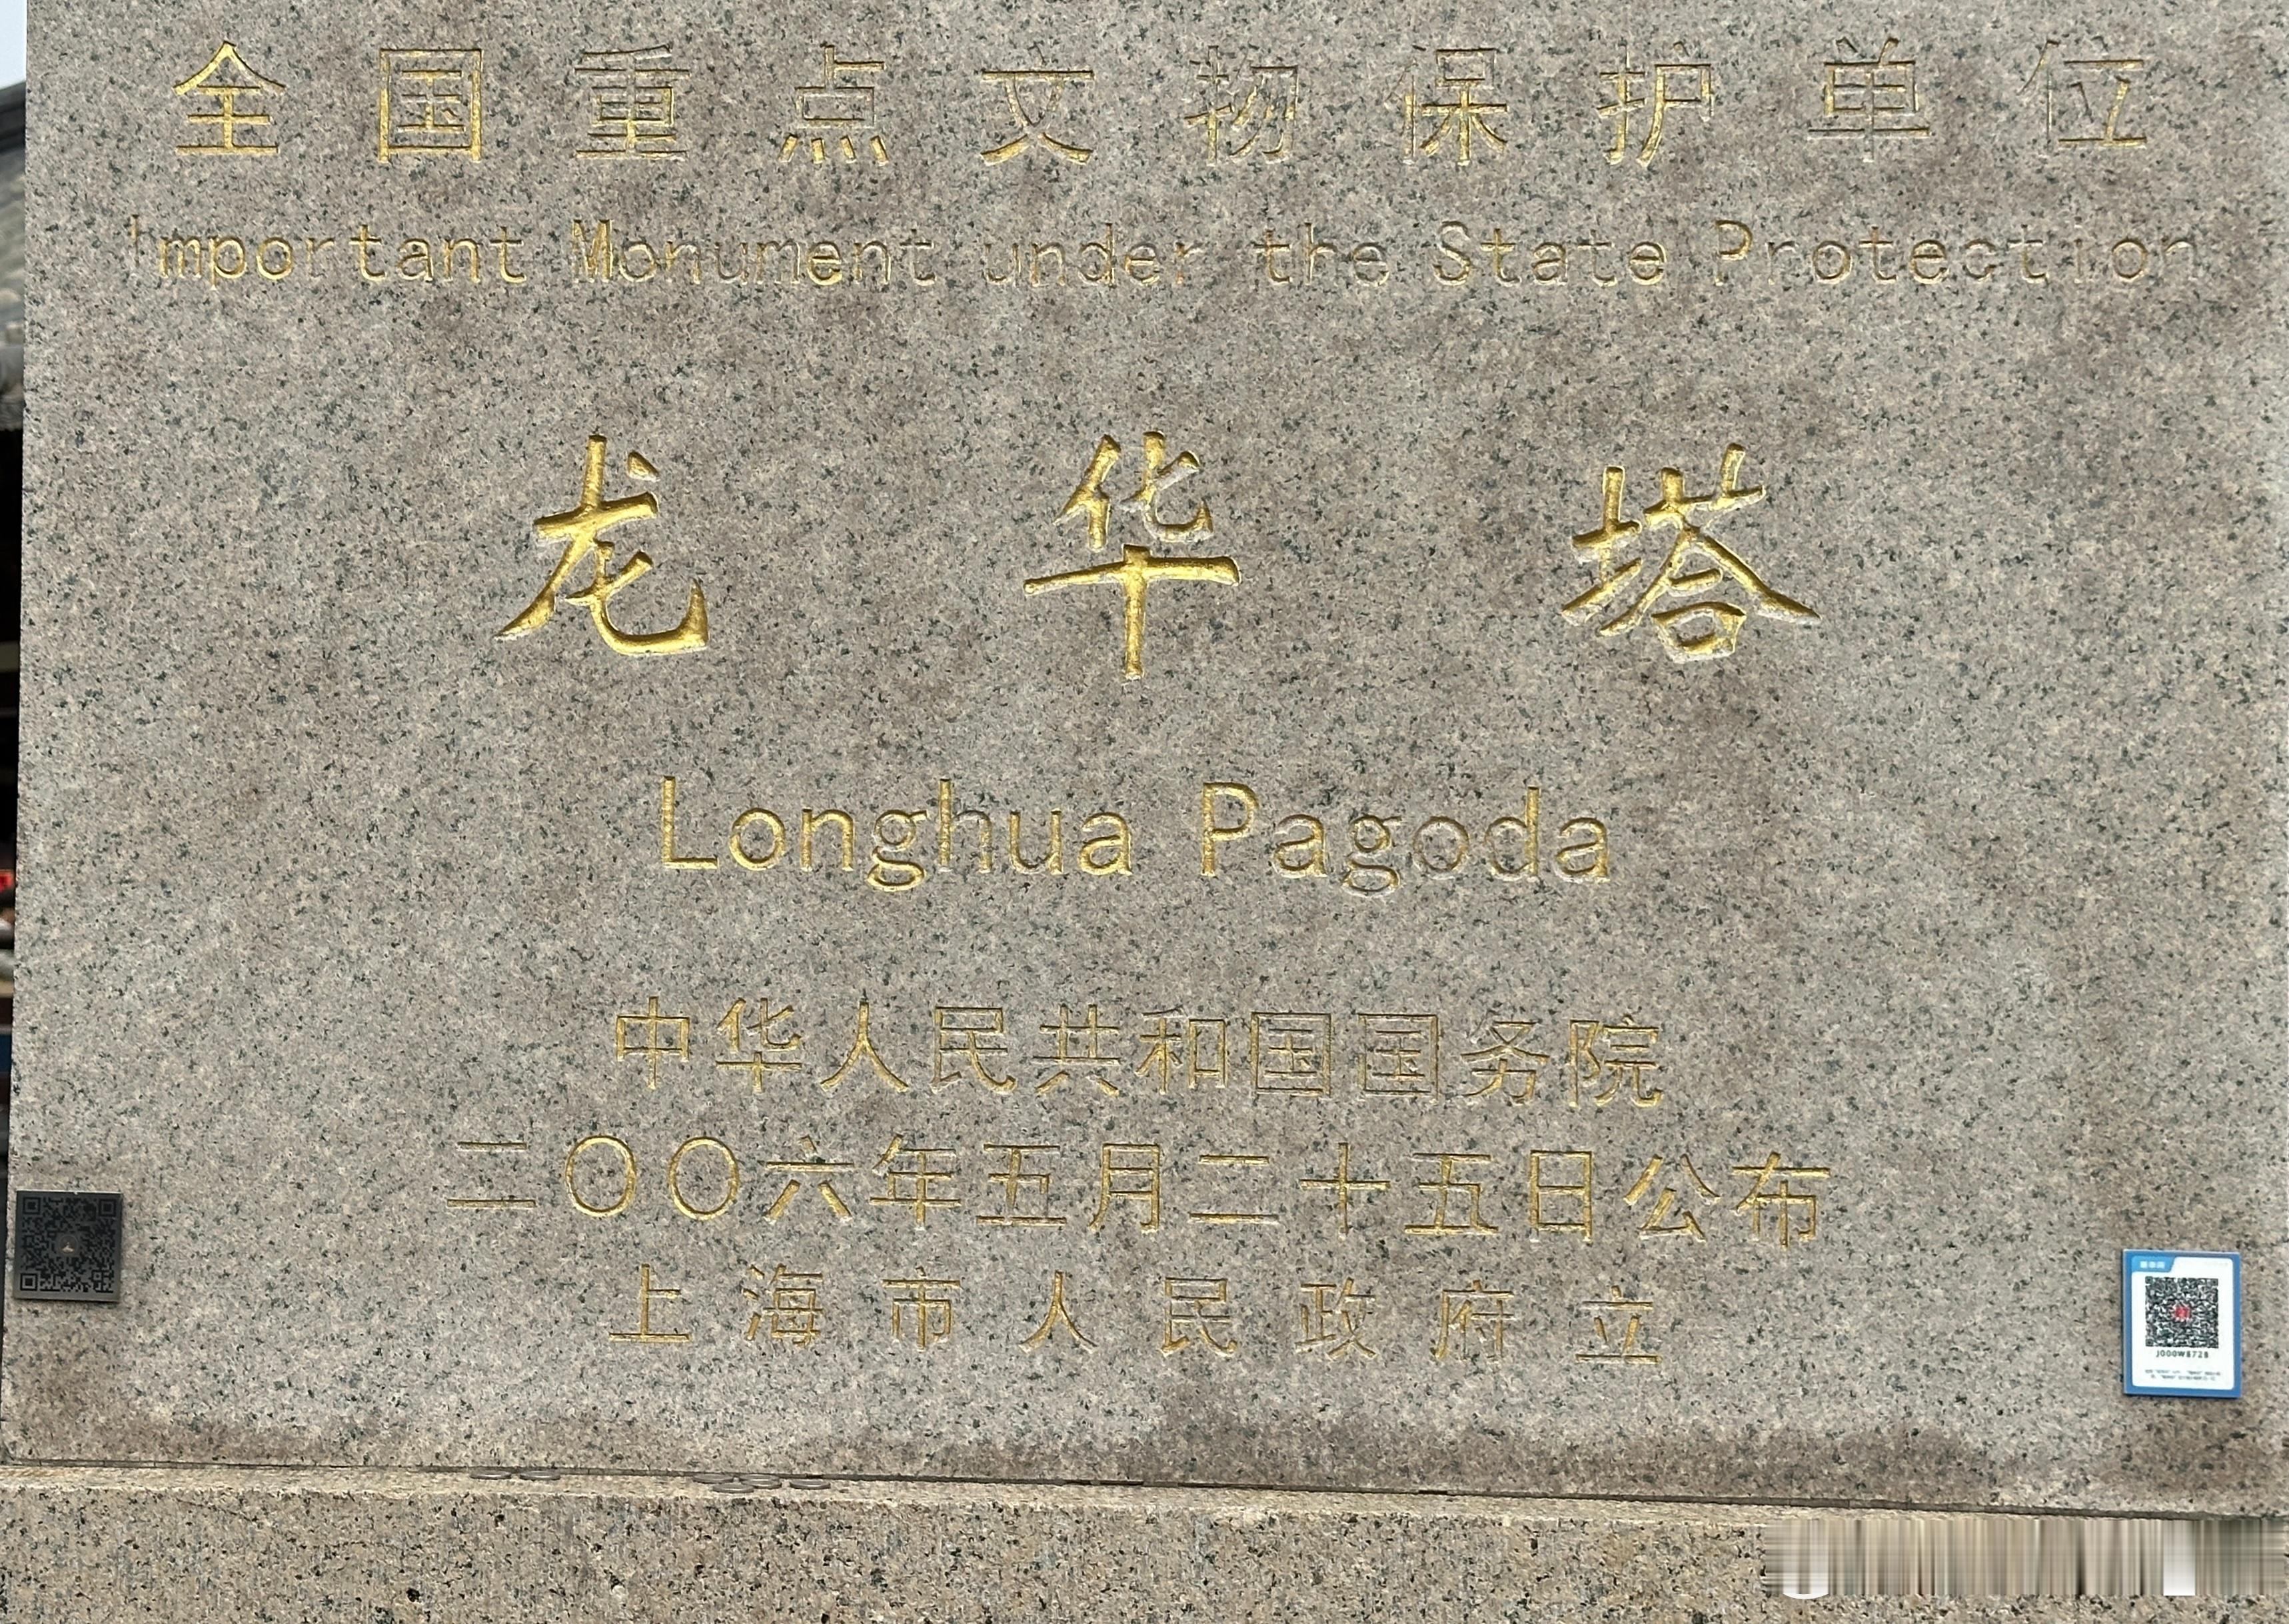 全国重点文物保护单位
Important Monument under the State Protection
龙华塔
Longhua Pagoda
中华人民共和国国务院
二〇〇六年五月二十五日公布
上海市人民政府立
J000W8728